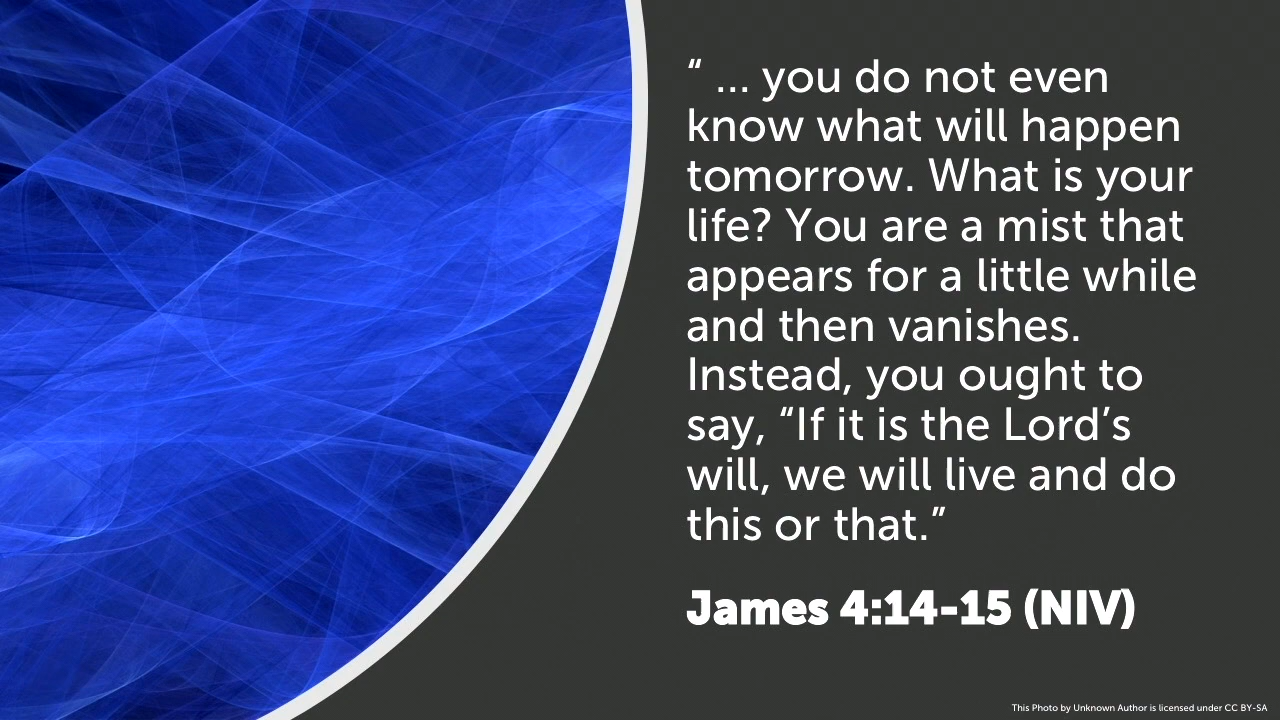 “ ... you do not even
know what will happen
tomorrow. What is your
life? You are a mist that
appears for a little while
and then vanishes.
Instead, you ought to
say, “If it is the Lord’s
will, we will live and do
this or that.”
James 4:14-15 (NIV)
This Photo by Unknown Author is licensed under CC BY-SA